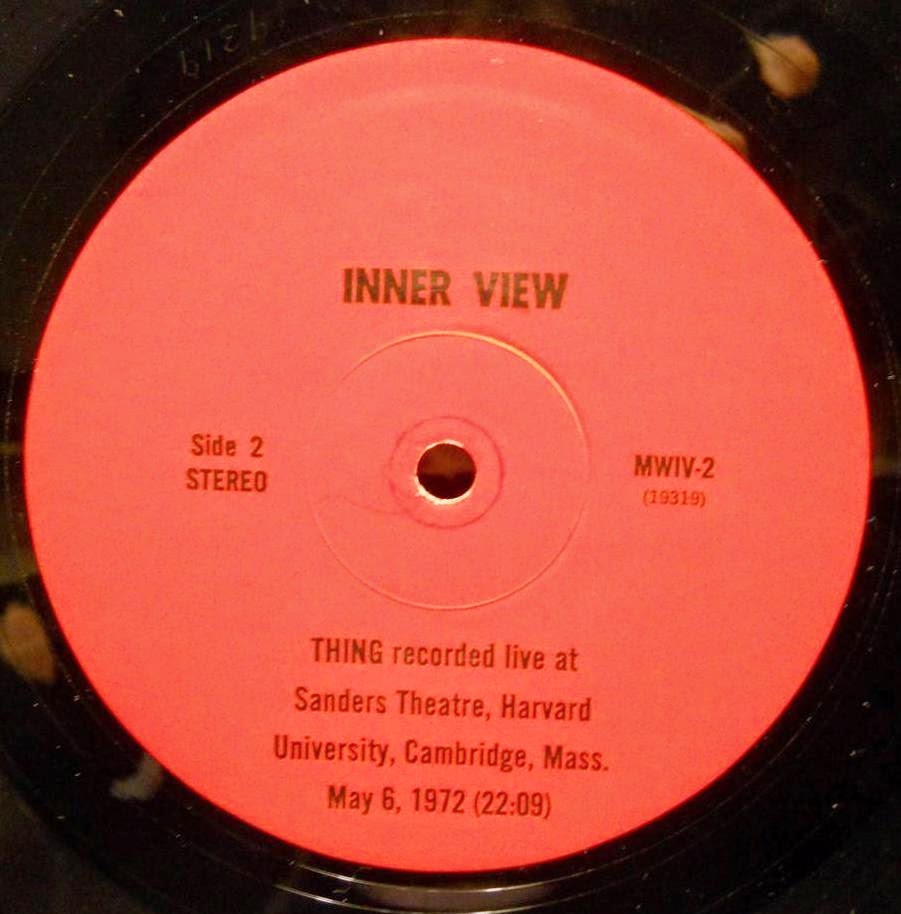 INNER VIEW
Side 2
STEREO
MWIV-2
(19319)
THING recorded live at
Sanders Theatre, Harvard
University, Cambridge, Mass.
May 6, 1972 (22:09)